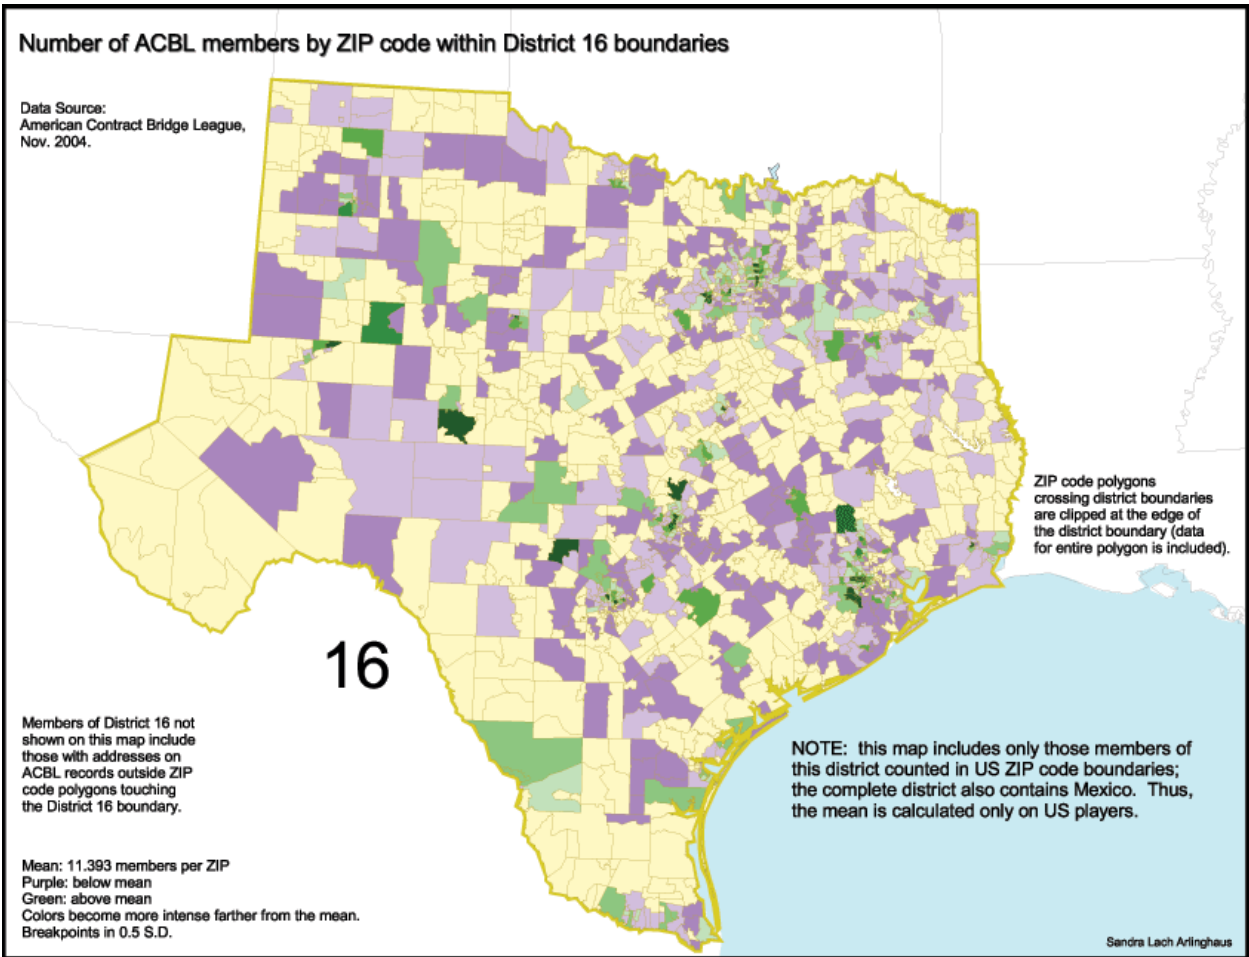 Number of ACBL members by ZIP code within District 16 boundaries
Data Source:
American Contract Bridge League,
Nov. 2004.
ZIP code polygons
crossing district boundaries
are clipped at the edge of
the district boundary (data
for entire polygon is included).
16
Members of District 16 not
shown on this map include
those with addresses on
ACBL records outside ZIP
code polygons touching
the District 16 boundary.
NOTE:  this map includes only those members of
this district counted in US ZIP code boundaries;
the complete district also contains Mexico.  Thus,
the mean is calculated only on US players.
Mean: 11.393 members per ZIP
Purple: below mean
Green: above mean
Colors become more intense farther from the mean.
Breakpoints in 0.5 S.D.
Sandra Lach Arlinghaus